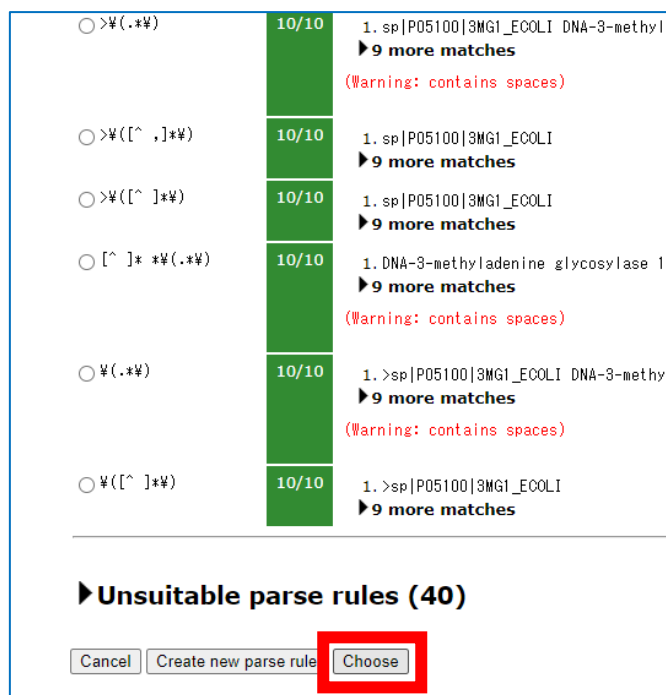 >¥(.*¥) 10/10 1. sp|P05100|3MG1_ECOLI DNA-3-methyl
▶9 more matches
(Warning: contains spaces)
>¥([^ ,]*¥) 10/10 1. sp|P05100|3MG1_ECOLI
▶9 more matches
>¥([^ ]*¥) 10/10 1. sp|P05100|3MG1_ECOLI
▶9 more matches
[^ ]* *¥(.*¥) 10/10 1. DNA-3-methyladenine glycosylase 1
▶9 more matches
(Warning: contains spaces)
¥(.*¥) 10/10 1. >sp|P05100|3MG1_ECOLI DNA-3-methy
▶9 more matches
(Warning: contains spaces)
¥([^ ]*¥) 10/10 1. >sp|P05100|3MG1_ECOLI
▶9 more matches
▶Unsuitable parse rules (40)
Cancel Create new parse rule Choose